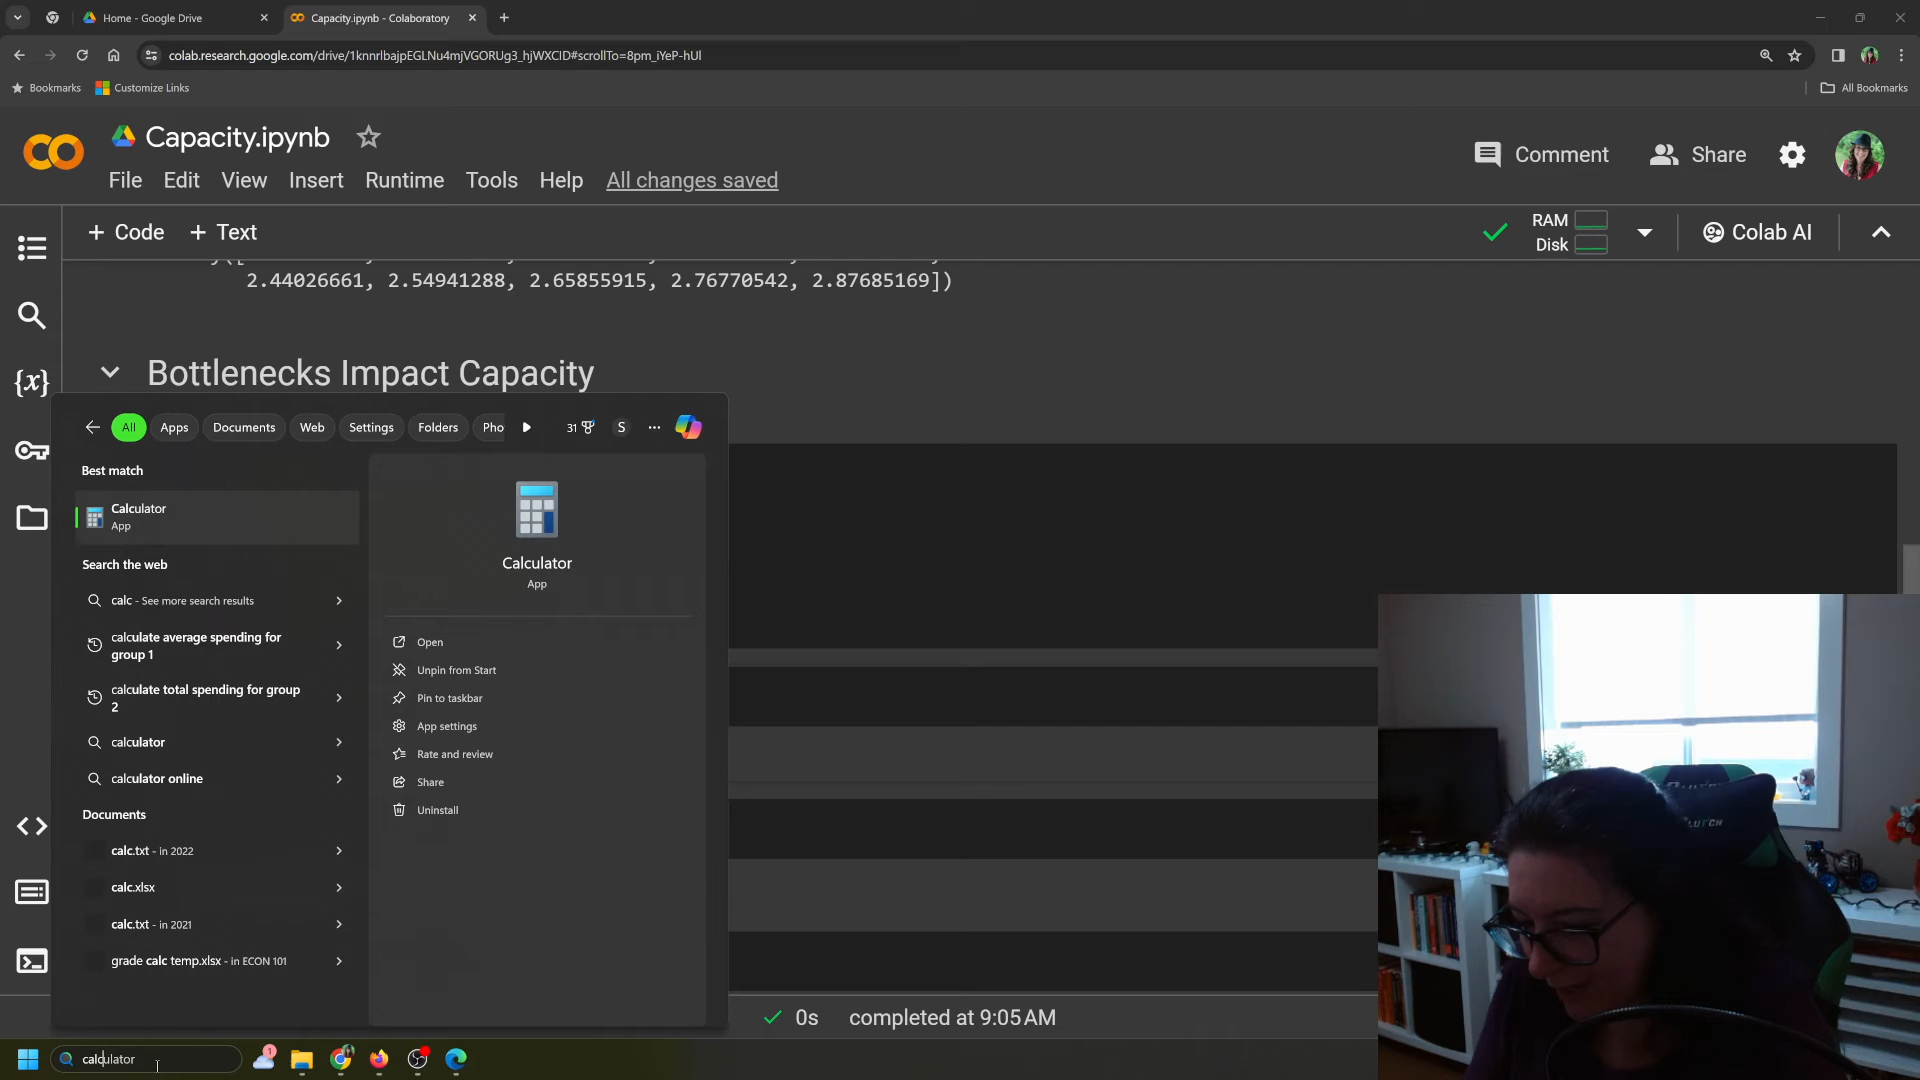 Home - Google Drive
Capacity.ipynb - Colaboratory
colab.research.google.com/drive/1knnrlbajpEGLNu4mjVGORUg3_hjWXCID#scrollTo=8pm_iYeP-hUl
Bookmarks
Customize Links
All Bookmarks
Capacity.ipynb
Comment
Share
File Edit View Insert Runtime Tools Help All changes saved
+ Code + Text
RAM
Disk
Colab AI
2.44026661, 2.54941288, 2.65855915, 2.76770542, 2.87685169])
{x}
Bottlenecks Impact Capacity
All Apps Documents Web Settings Folders Pho
31
S
Best match
Calculator
App
Search the web
calc - See more search results
calculate average spending for
group 1
calculate total spending for group
2
calculator
calculator online
Documents
calc.txt - in 2022
calc.xlsx
calc.txt - in 2021
grade calc temp.xlsx - in ECON 101
Calculator
App
Open
Unpin from Start
Pin to taskbar
App settings
Rate and review
Share
Uninstall
CLUTCH
0s completed at 9:05 AM
calculator
1